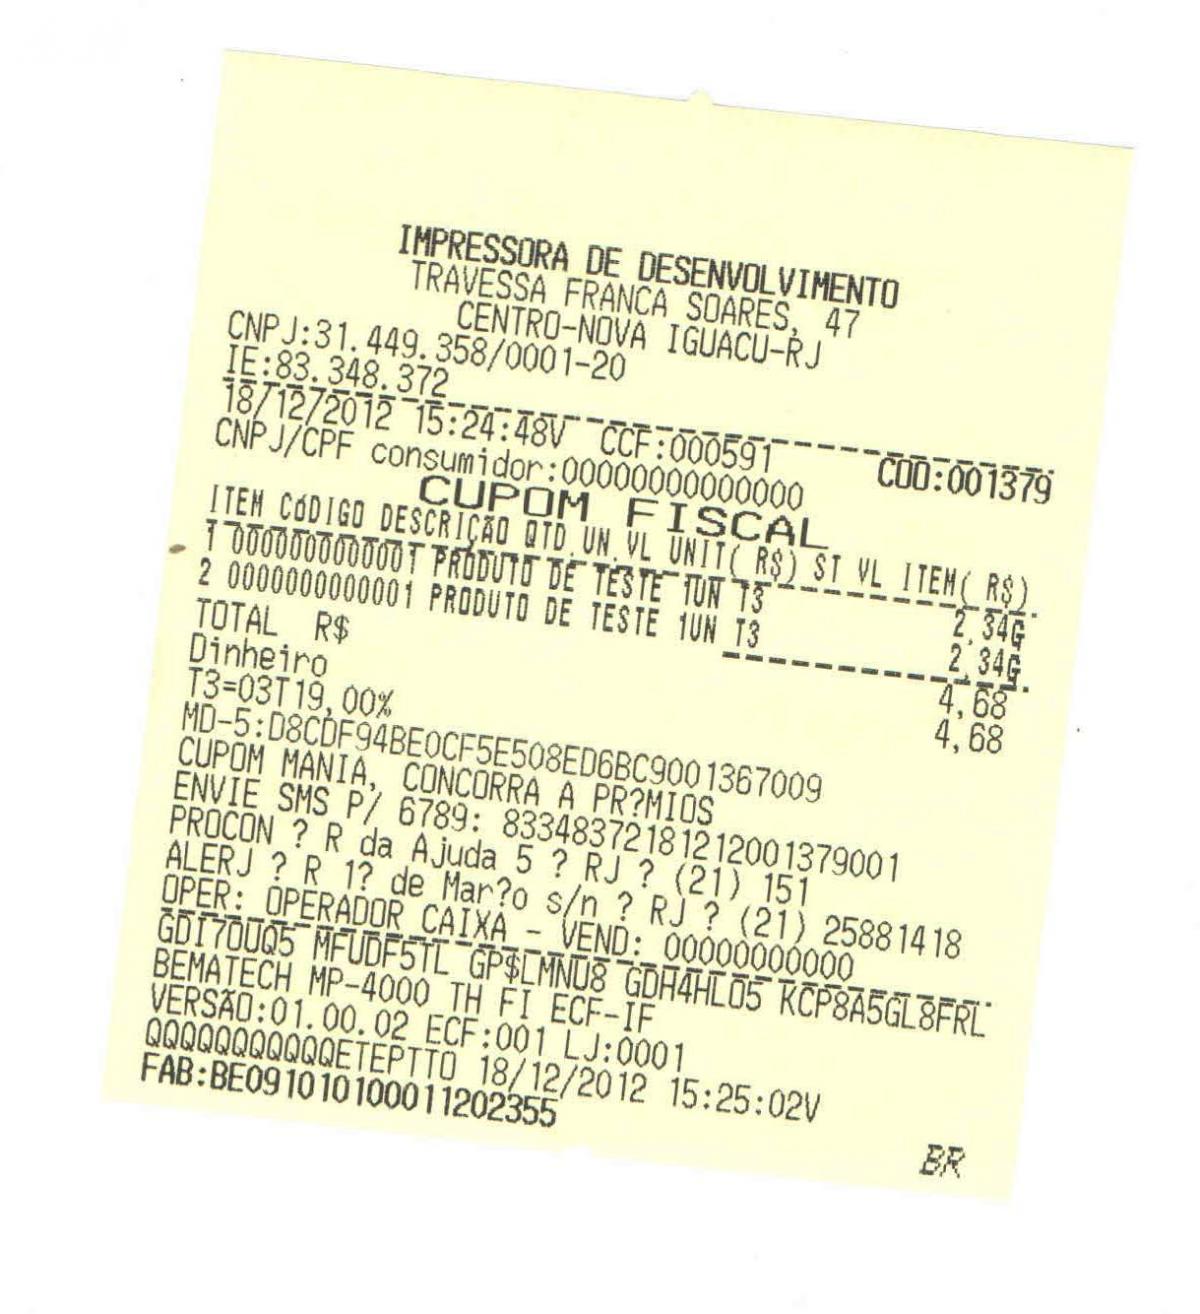 IMPRESSORA DE DESENVOLVIMENTO
TRAVESSA FRANCA SOARES, 47
CENTRO-NOVA IGUACU-RJ
CNPJ:31.449.358/0001-20
IE:83.348.372
18/12/2012 15:24:48V CCF:000591 COO:001379
CNPJ/CPF consumidor:00000000000000
CUPOM FISCAL
ITEM CÓDIGO DESCRIÇÃO QTD.UN.VL UNIT( R$) ST VL ITEM( R$)
1 0000000000001 PRODUTO DE TESTE 1UN T3 2,34G
2 0000000000001 PRODUTO DE TESTE 1UN T3 2,34G
TOTAL R$ 4,68
Dinheiro 4,68
T3=03T19,00%
MD-5:D8CDF94BE0CF5E508ED6BC9001367009
CUPOM MANIA, CONCORRA A PR?MIOS
ENVIE SMS P/ 6789: 83348372181212001379001
PROCON ? R da Ajuda 5 ? RJ ? (21) 151
ALERJ ? R 1? de Mar?o s/n ? RJ ? (21) 25881418
OPER: OPERADOR CAIXA - VEND: 00000000000
GDI70UQ5 MFUDF5TL GP$LMNU8 GDH4HLO5 KCP8A5GL8FRL
BEMATECH MP-4000 TH FI ECF-IF
VERSÃO:01.00.02 ECF:001 LJ:0001
QQQQQQQQQQQETEPTTO 18/12/2012 15:25:02V
FAB:BE091010100011202355
BR